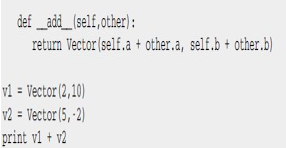 def __add__(self,other):
return Vector(self.a + other.a, self.b + other.b)
v1 = Vector(2,10)
v2 = Vector(5,-2)
print v1 + v2